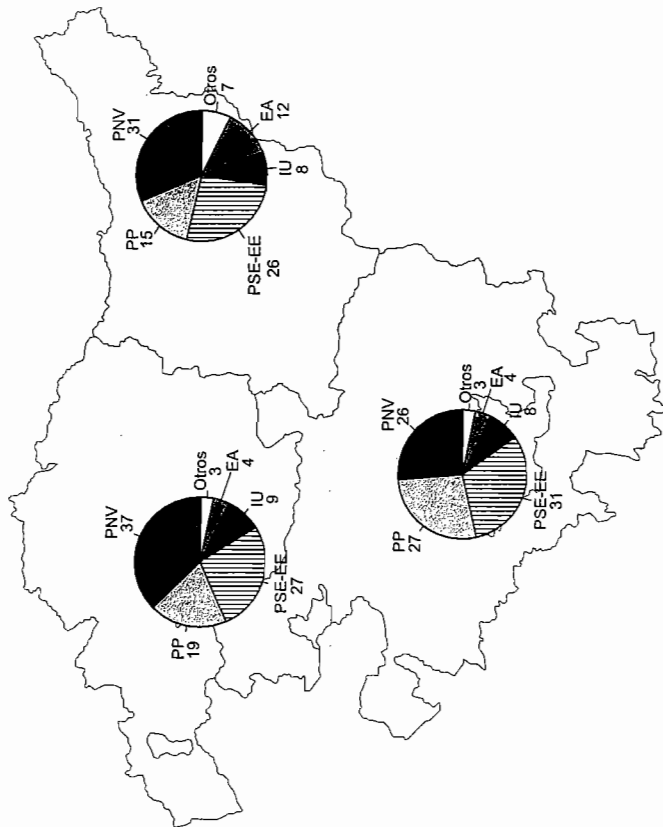 PNV
37
Otros
3
EA
4
IU
9
PSE-EE
27
PP
19
PNV
31
Otros
7
EA
12
IU
8
PSE-EE
26
PP
15
PNV
26
Otros
3
EA
4
IU
8
PSE-EE
31
PP
27